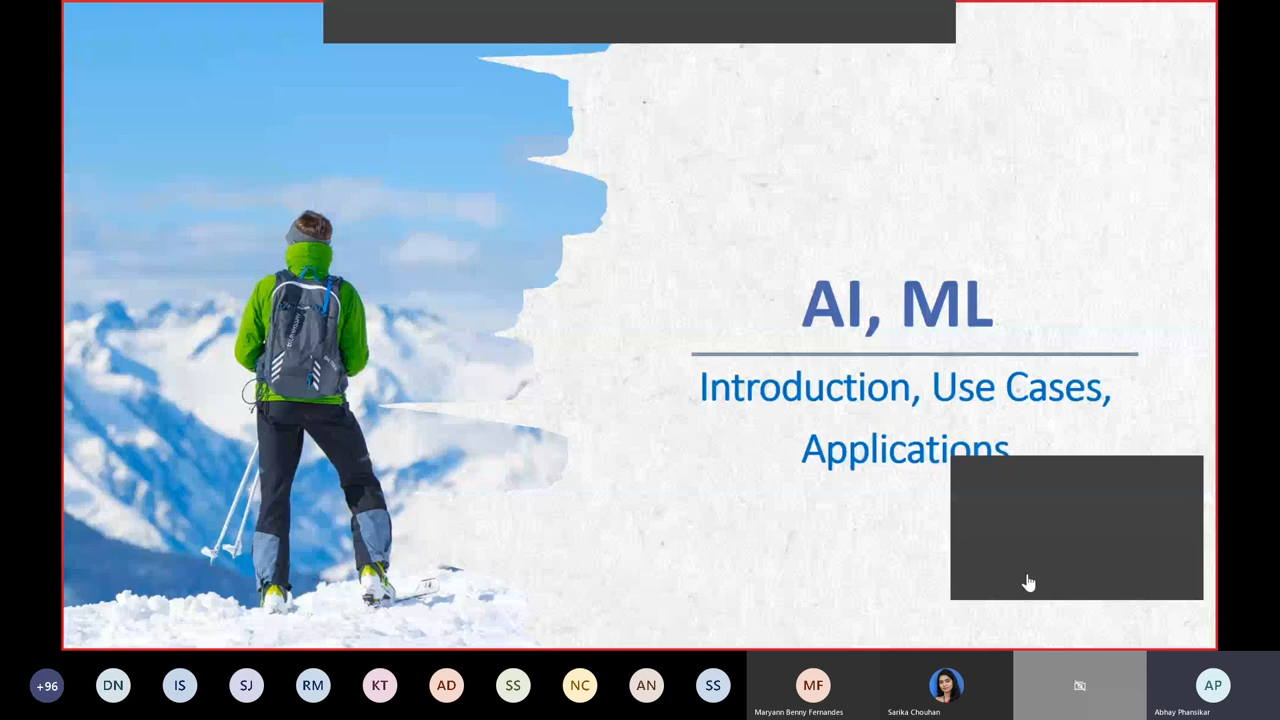 AI, ML
Introduction, Use Cases,
Applications
+96
DN
IS
SJ
RM
KT
AD
SS
NC
AN
SS
MF
AP
Maryann Benny Fernandes
Sarika Chouhan
Abhay Phansikar